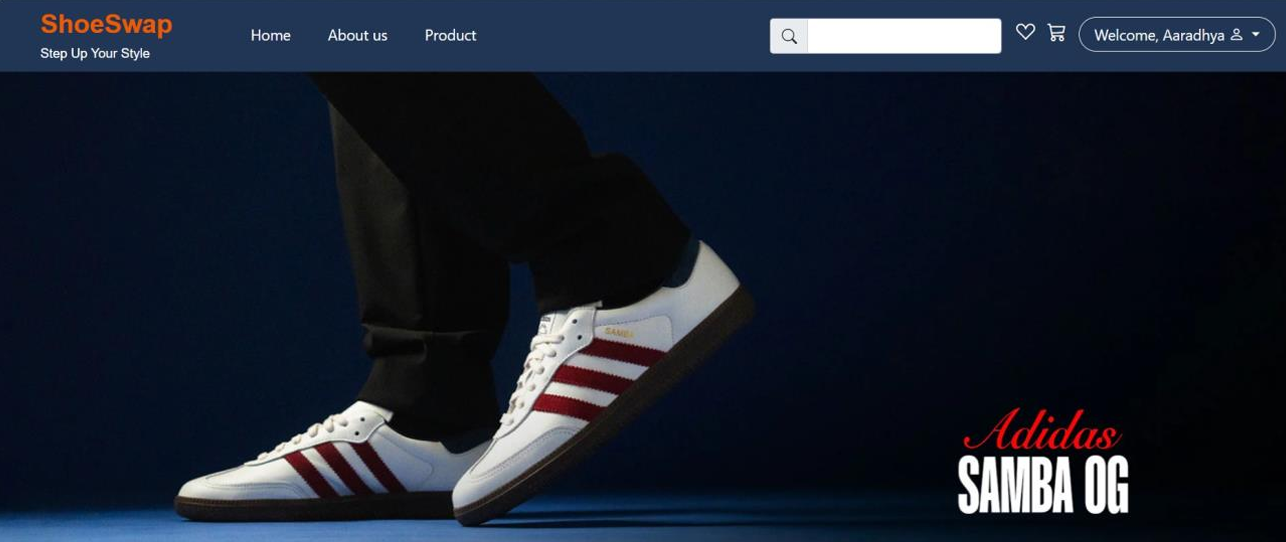 ShoeSwap
Step Up Your Style
Home
About us
Product
Welcome, Aaradhya
SAMBA
Adidas
SAMBA OG